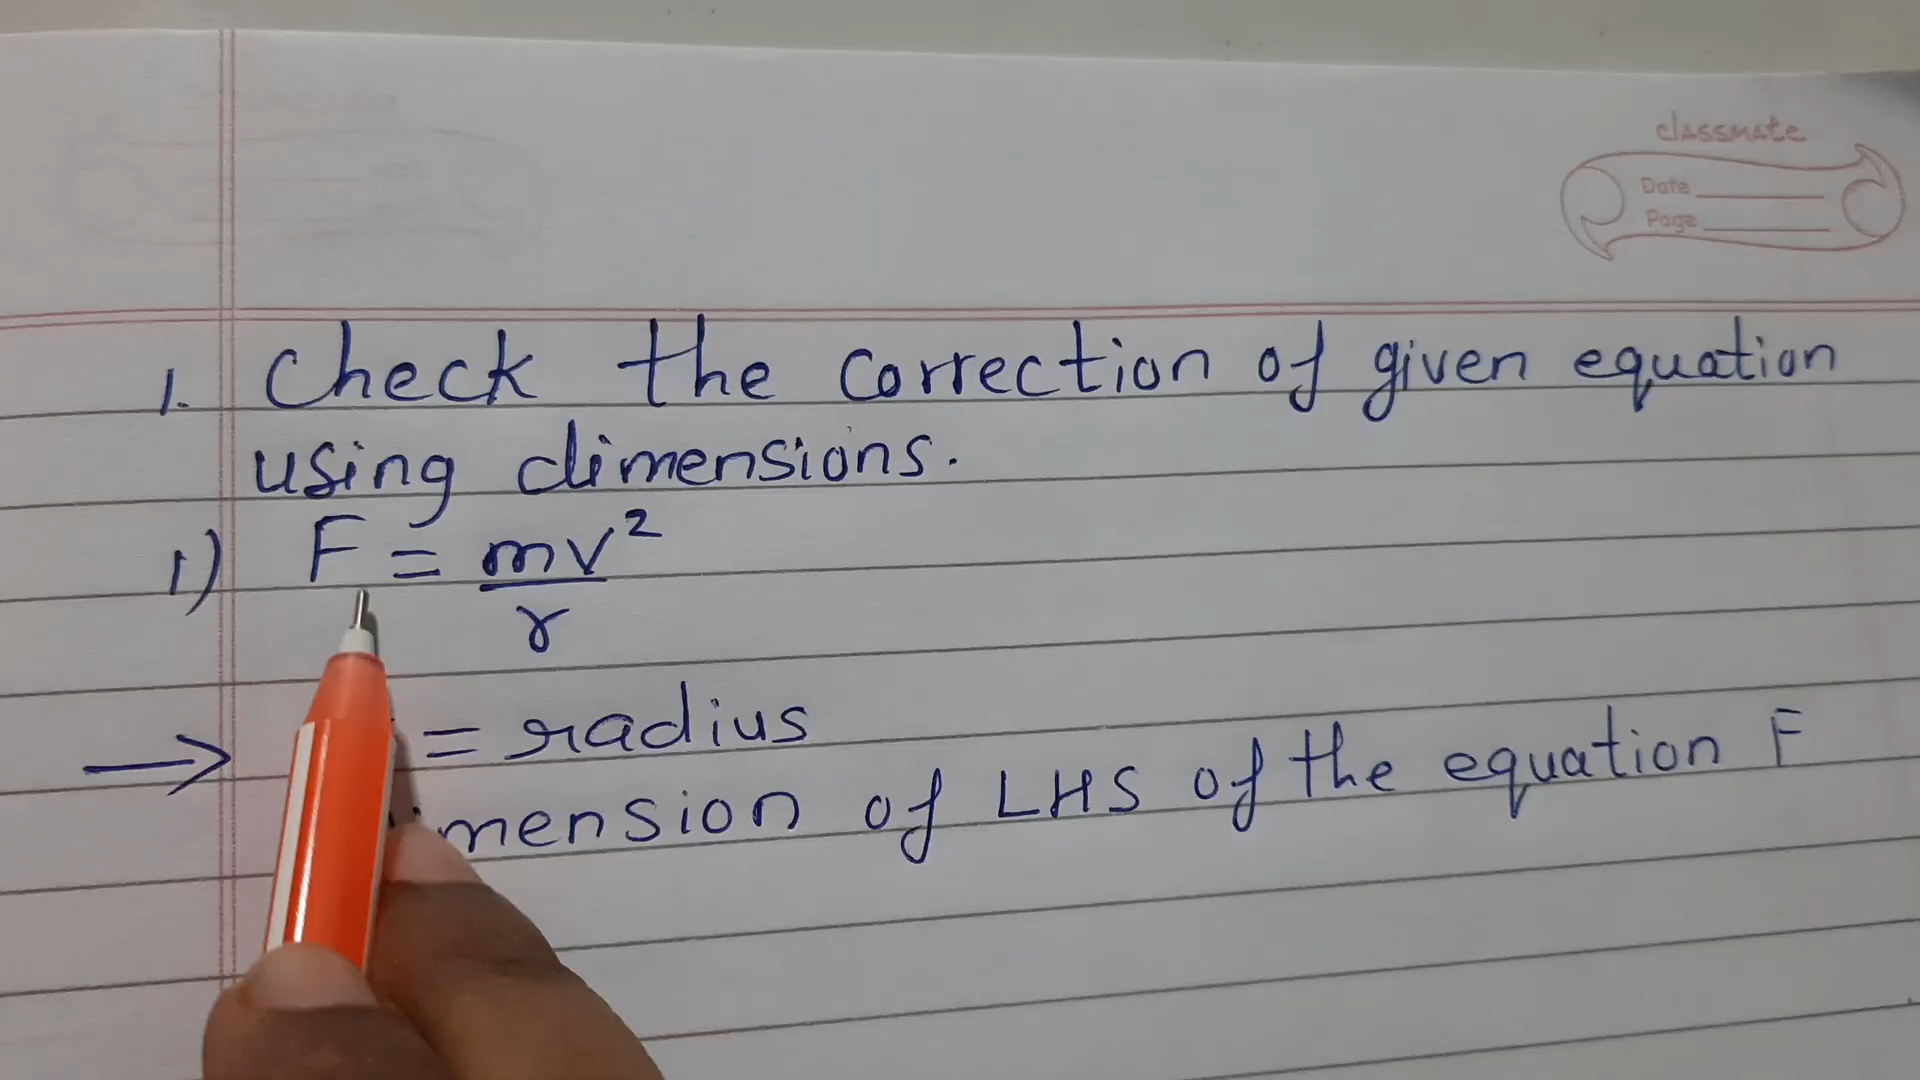 classmate
Date
Page
1. Check the correction of given equation
using dimensions.
1) F = mv²
r
→ = radius
mension of LHS of the equation F